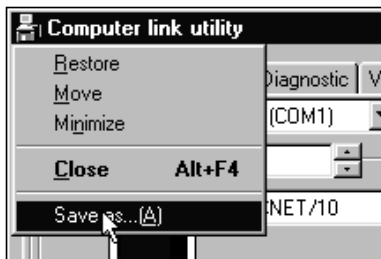 Computer link utility
Restore
Diagnostic
Move
(COM1)
Minimize
Close Alt+F4
Save as...(A)
NET/10